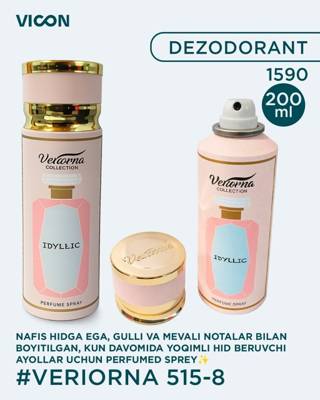 VICON
DEZODORANT
1590
200
ml
Veriorna
COLLECTION
IDYLLIC
PERFUME SPRAY
Veriorna
Veriorna
COLLECTION
IDYLLIC
PERFUME SPRAY
NAFIS HIDGA EGA, GULLI VA MEVALI NOTALAR BILAN
BOYITILGAN, KUN DAVOMIDA YOQIMLI HID BERUVCHI
AYOLLAR UCHUN PERFUMED SPREY✨
#VERIORNA 515-8